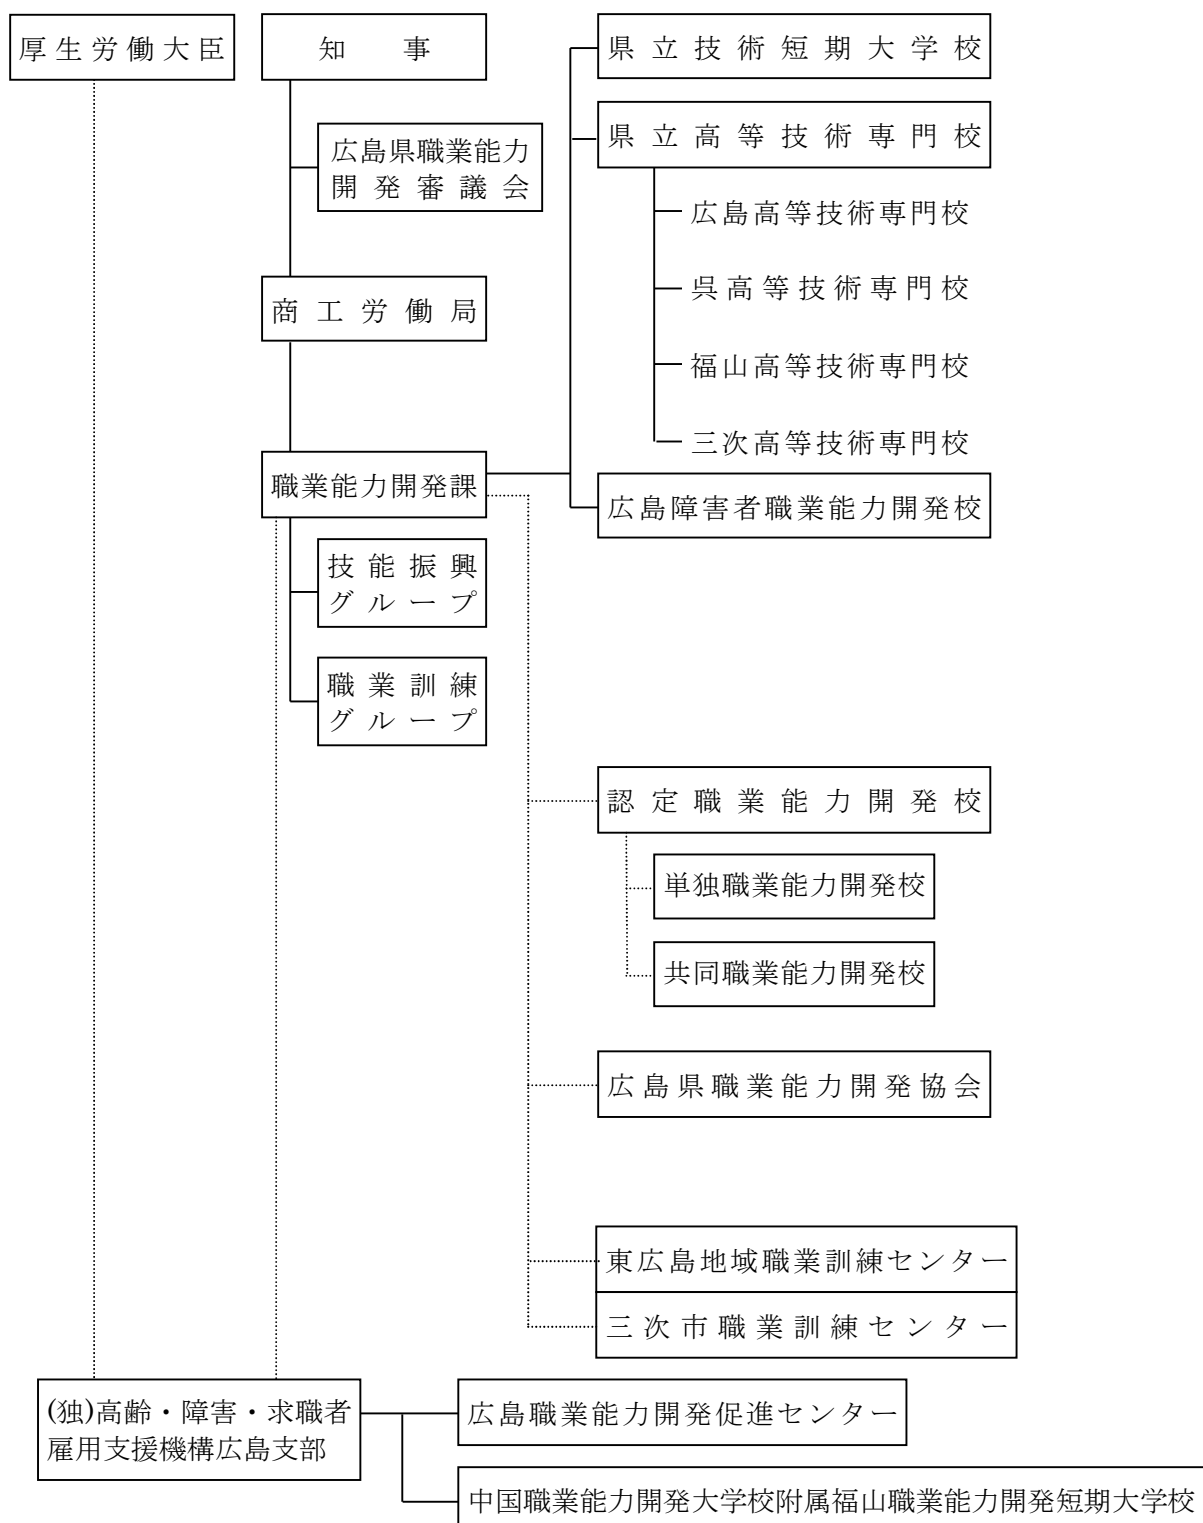 厚生労働大臣
知事
広島県職業能力
開発審議会
商工労働局
職業能力開発課
技能振興
グループ
職業訓練
グループ
県立技術短期大学校
県立高等技術専門校
広島高等技術専門校
呉高等技術専門校
福山高等技術専門校
三次高等技術専門校
広島障害者職業能力開発校
認定職業能力開発校
単独職業能力開発校
共同職業能力開発校
広島県職業能力開発協会
東広島地域職業訓練センター
三次市職業訓練センター
(独)高齢・障害・求職者
雇用支援機構広島支部
広島職業能力開発促進センター
中国職業能力開発大学校附属福山職業能力開発短期大学校